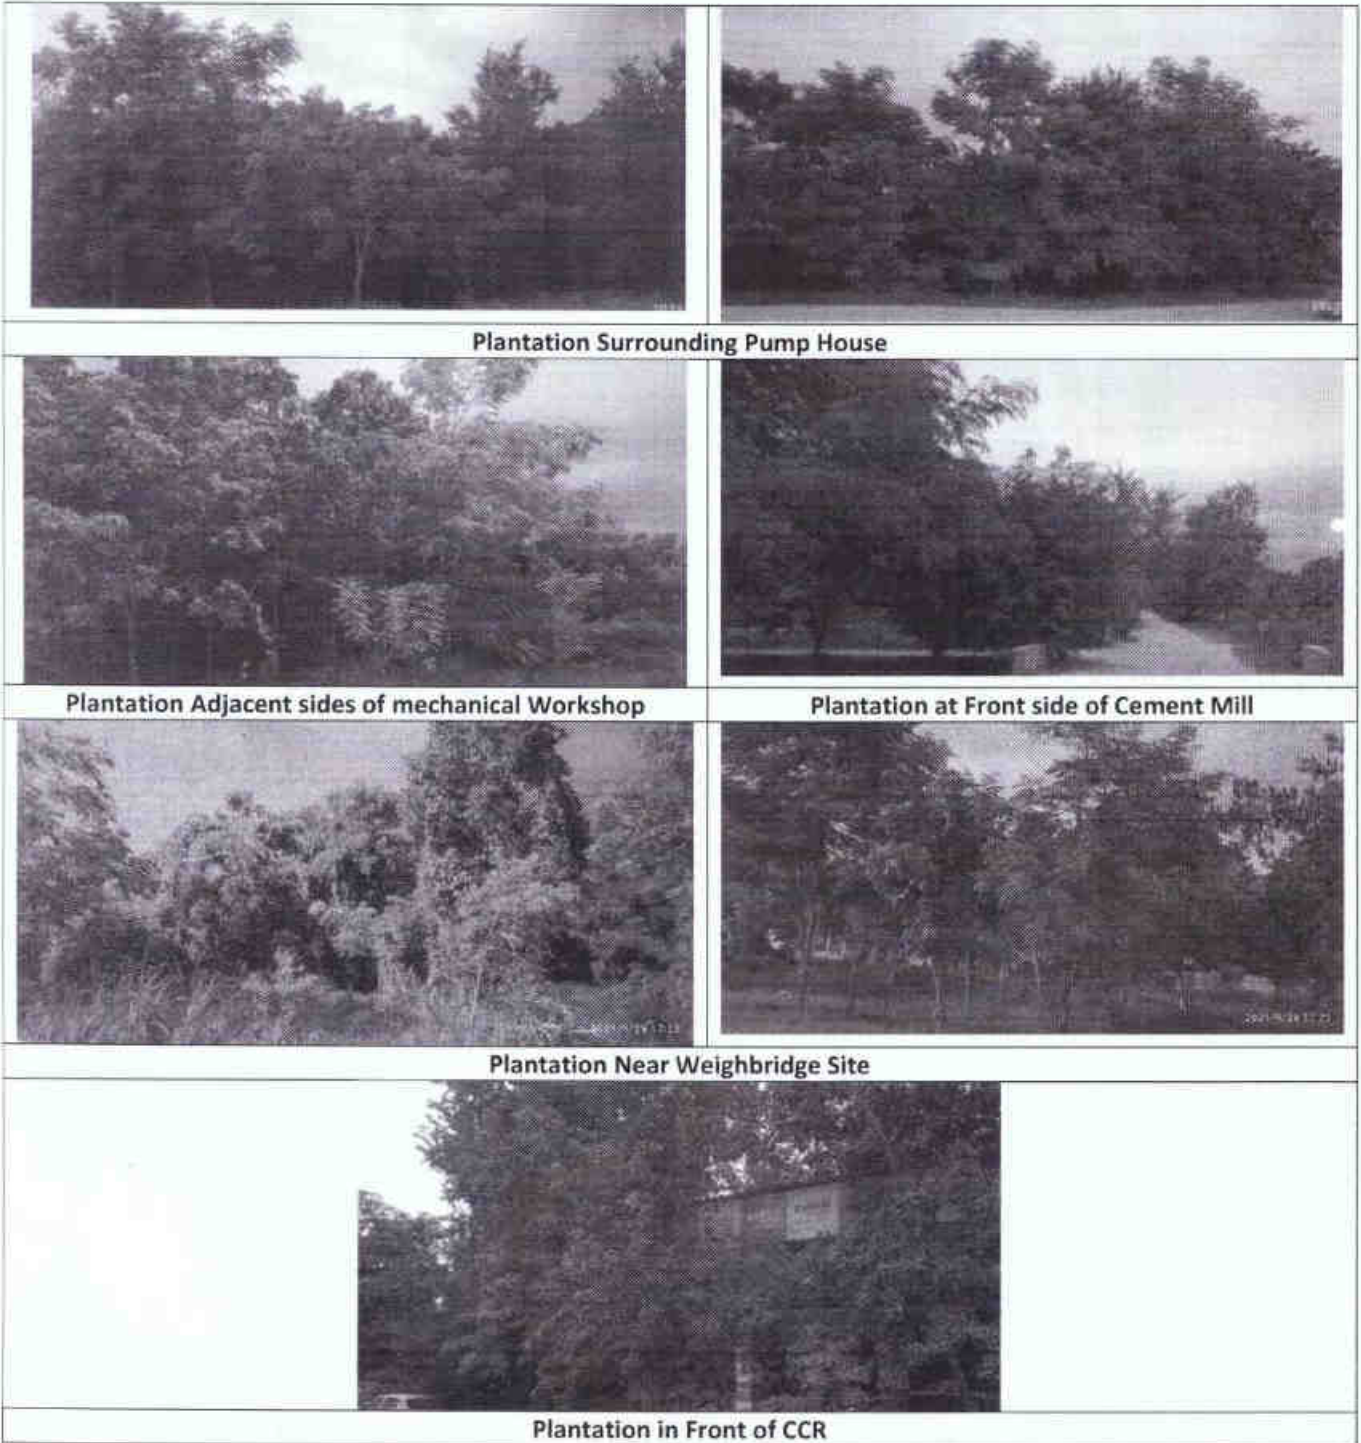 Plantation Surrounding Pump House
Plantation Adjacent sides of mechanical Workshop
Plantation at Front side of Cement Mill
Plantation Near Weighbridge Site
Plantation in Front of CCR